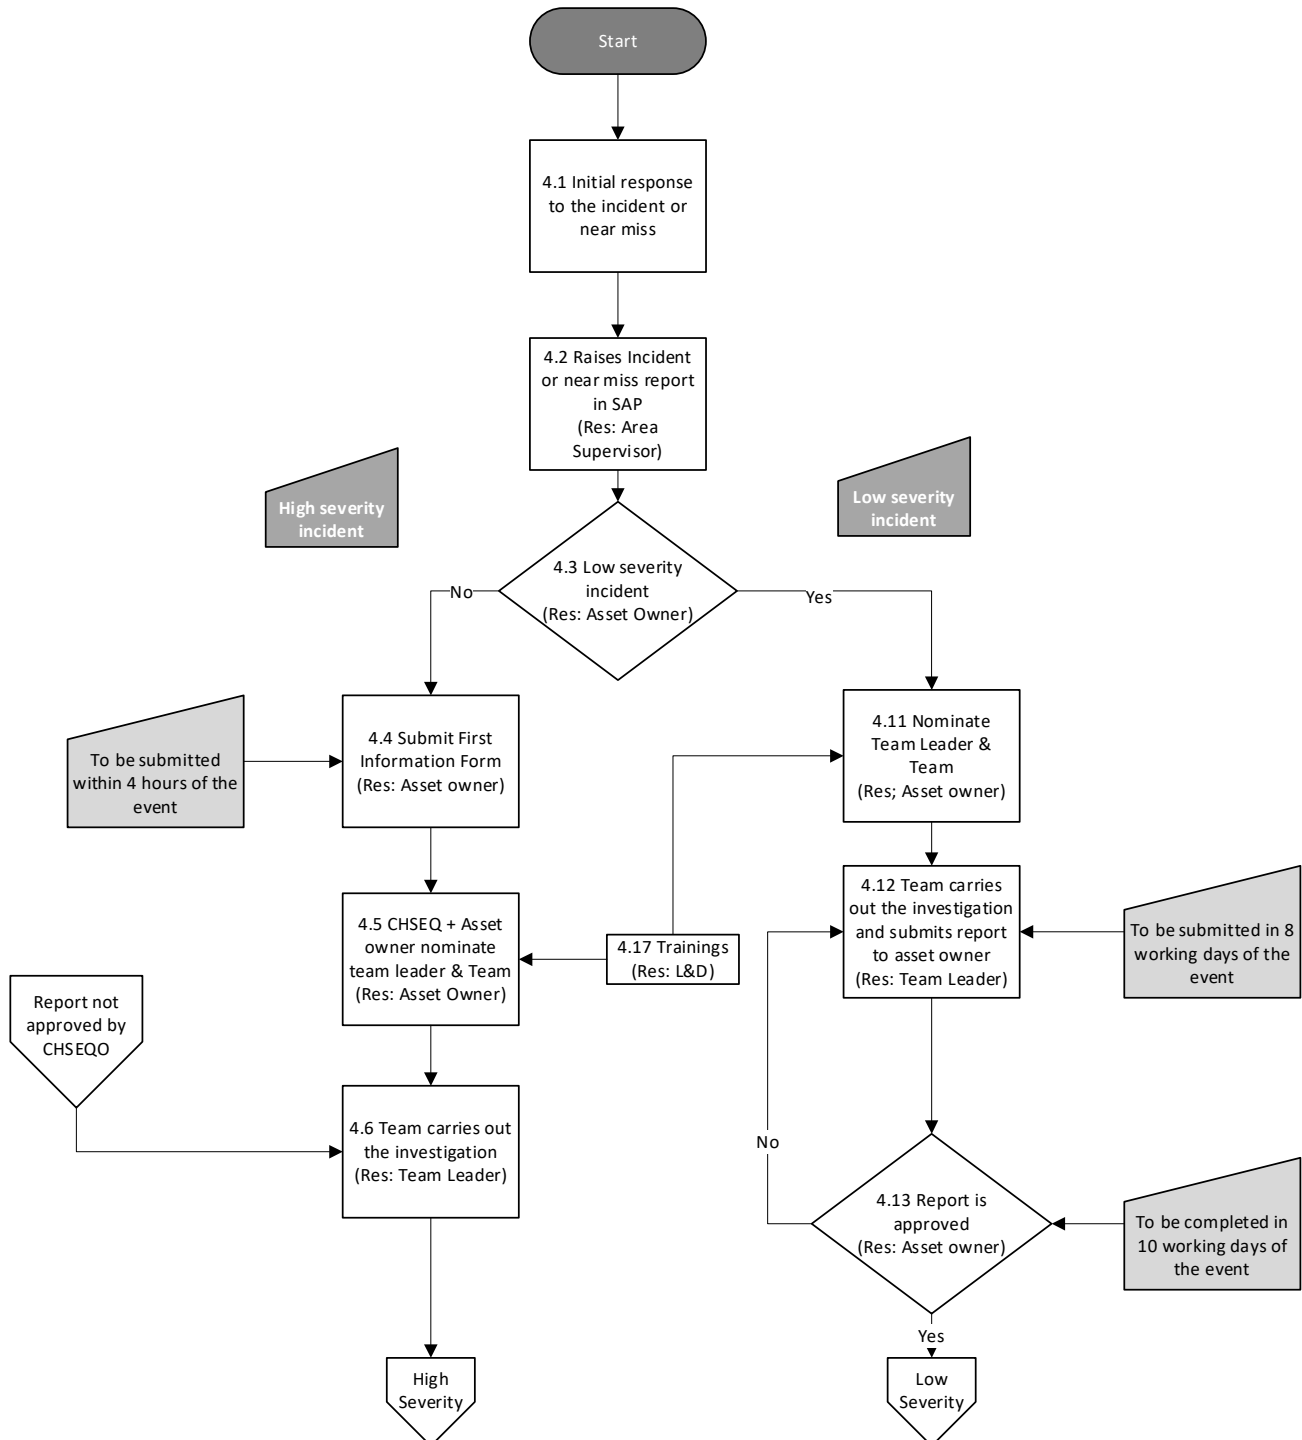 Start
4.1 Initial response
to the incident or
near miss
4.2 Raises Incident
or near miss report
in SAP
(Res: Area
Supervisor)
High severity
incident
Low severity
incident
4.3 Low severity
incident
(Res: Asset Owner)
No
Yes
To be submitted
within 4 hours of the
event
4.4 Submit First
Information Form
(Res: Asset owner)
4.11 Nominate
Team Leader &
Team
(Res; Asset owner)
4.5 CHSEQ + Asset
owner nominate
team leader & Team
(Res: Asset Owner)
4.17 Trainings
(Res: L&D)
4.12 Team carries
out the investigation
and submits report
to asset owner
(Res: Team Leader)
To be submitted in 8
working days of the
event
Report not
approved by
CHSEQO
4.6 Team carries out
the investigation
(Res: Team Leader)
No
4.13 Report is
approved
(Res: Asset owner)
To be completed in
10 working days of
the event
Yes
High
Severity
Low
Severity